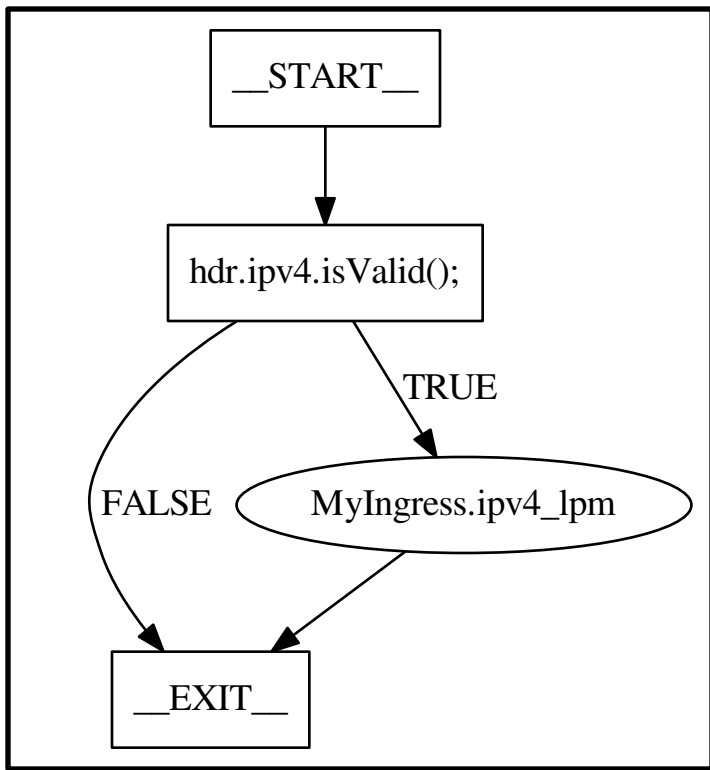 __START__
hdr.ipv4.isValid();
TRUE
FALSE
MyIngress.ipv4_lpm
__EXIT__